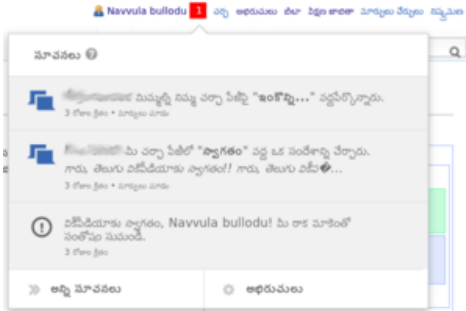 Navvula bullodu 1 చర్చ అభిరుచులు బీటా వీక్షణ జాబితా మార్పులు చేర్పులు నిష్క్రమణ
సూచనలు
మిమ్మల్ని నిమ్మ చర్చా పేజీపై "ఇంకొన్ని..." వద్దపేర్కొన్నారు.
3 రోజుల క్రితం • మార్పులు చూడు
మీ చర్చా పేజీలో "స్వాగతం" వద్ద ఒక సందేశాన్ని చేర్చారు.
గారు, తెలుగు వికీపీడియాకు స్వాగతం!! గారు, తెలుగు వికీపీ�...
3 రోజుల క్రితం • మార్పులు చూడు
వికీపీడియాకు స్వాగతం, Navvula bullodu! మీ రాక మాకెంతో
సంతోషం సుమండీ.
3 రోజుల క్రితం
అన్ని సూచనలు
అభిరుచులు